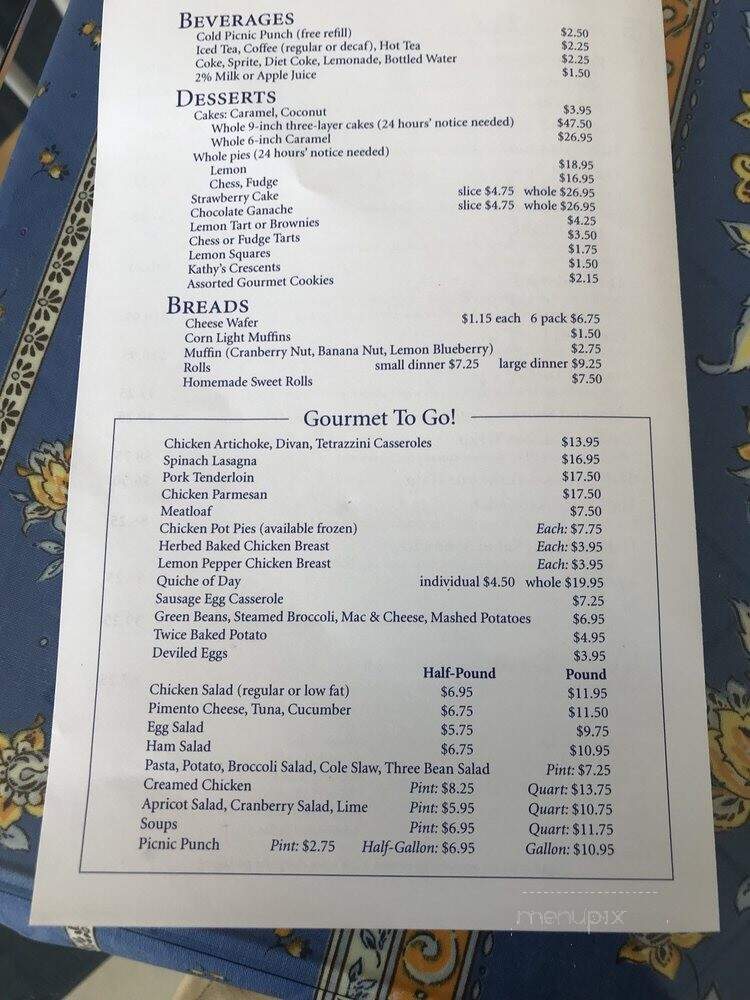 BEVERAGES
Cold Picnic Punch (free refill) $2.50
Iced Tea, Coffee (regular or decaf), Hot Tea $2.25
Coke, Sprite, Diet Coke, Lemonade, Bottled Water $2.25
2% Milk or Apple Juice $1.50
DESSERTS
Cakes: Caramel, Coconut $3.95
Whole 9-inch three-layer cakes (24 hours' notice needed) $47.50
Whole 6-inch Caramel $26.95
Whole pies (24 hours' notice needed)
Lemon $18.95
Chess, Fudge $16.95
Strawberry Cake slice $4.75 whole $26.95
Chocolate Ganache slice $4.75 whole $26.95
Lemon Tart or Brownies $4.25
Chess or Fudge Tarts $3.50
Lemon Squares $1.75
Kathy's Crescents $1.50
Assorted Gourmet Cookies $2.15
BREADS
Cheese Wafer $1.15 each 6 pack $6.75
Corn Light Muffins $1.50
Muffin (Cranberry Nut, Banana Nut, Lemon Blueberry) $2.75
Rolls small dinner $7.25 large dinner $9.25
Homemade Sweet Rolls $7.50
Gourmet To Go!
Chicken Artichoke, Divan, Tetrazzini Casseroles $13.95
Spinach Lasagna $16.95
Pork Tenderloin $17.50
Chicken Parmesan $17.50
Meatloaf $7.50
Chicken Pot Pies (available frozen) Each: $7.75
Herbed Baked Chicken Breast Each: $3.95
Lemon Pepper Chicken Breast Each: $3.95
Quiche of Day individual $4.50 whole $19.95
Sausage Egg Casserole $7.25
Green Beans, Steamed Broccoli, Mac & Cheese, Mashed Potatoes $6.95
Twice Baked Potato $4.95
Deviled Eggs $3.95
Half-Pound Pound
Chicken Salad (regular or low fat) $6.95 $11.95
Pimento Cheese, Tuna, Cucumber $6.75 $11.50
Egg Salad $5.75 $9.75
Ham Salad $6.75 $10.95
Pasta, Potato, Broccoli Salad, Cole Slaw, Three Bean Salad Pint: $7.25
Creamed Chicken Pint: $8.25 Quart: $13.75
Apricot Salad, Cranberry Salad, Lime Pint: $5.95 Quart: $10.75
Soups Pint: $6.95 Quart: $11.75
Picnic Punch Pint: $2.75 Half-Gallon: $6.95 Gallon: $10.95
menupix